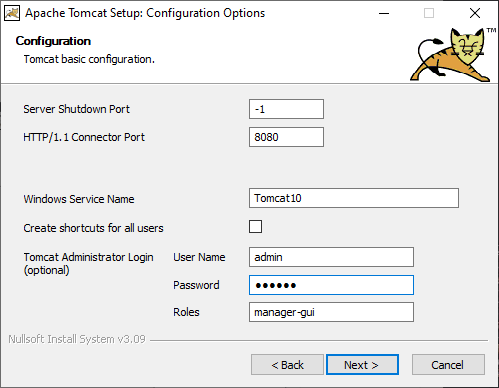 Apache Tomcat Setup: Configuration Options
Configuration
Tomcat basic configuration.
TM
Server Shutdown Port -1
HTTP/1.1 Connector Port 8080
Windows Service Name Tomcat10
Create shortcuts for all users
Tomcat Administrator Login (optional) User Name admin
Password ●●●●●●
Roles manager-gui
Nullsoft Install System v3.09
< Back Next > Cancel